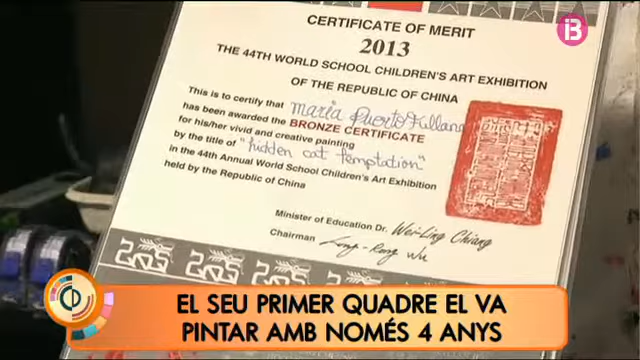 CERTIFICATE OF MERIT
2013
THE 44TH WORLD SCHOOL CHILDREN'S ART EXHIBITION
OF THE REPUBLIC OF CHINA
This is to certify that Maria Puerto Fullana
has been awarded the BRONZE CERTIFICATE
for his/her vivid and creative painting
by the title of "hidden cat temptation"
in the 44th Annual World School Children's Art Exhibition
held by the Republic of China
Minister of Education Dr. Wei-Ling Chiang
Chairman
EL SEU PRIMER QUADRE EL VA
PINTAR AMB NOMÉS 4 ANYS